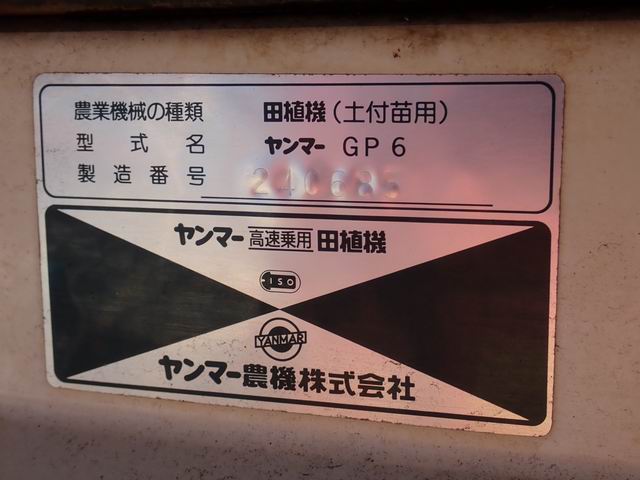 農業機械の種類 田植機(土付苗用)
型式名 ヤンマー GP6
製造番号 240685
ヤンマー高速乗用田植機
ISO
YANMAR
ヤンマー農機株式会社